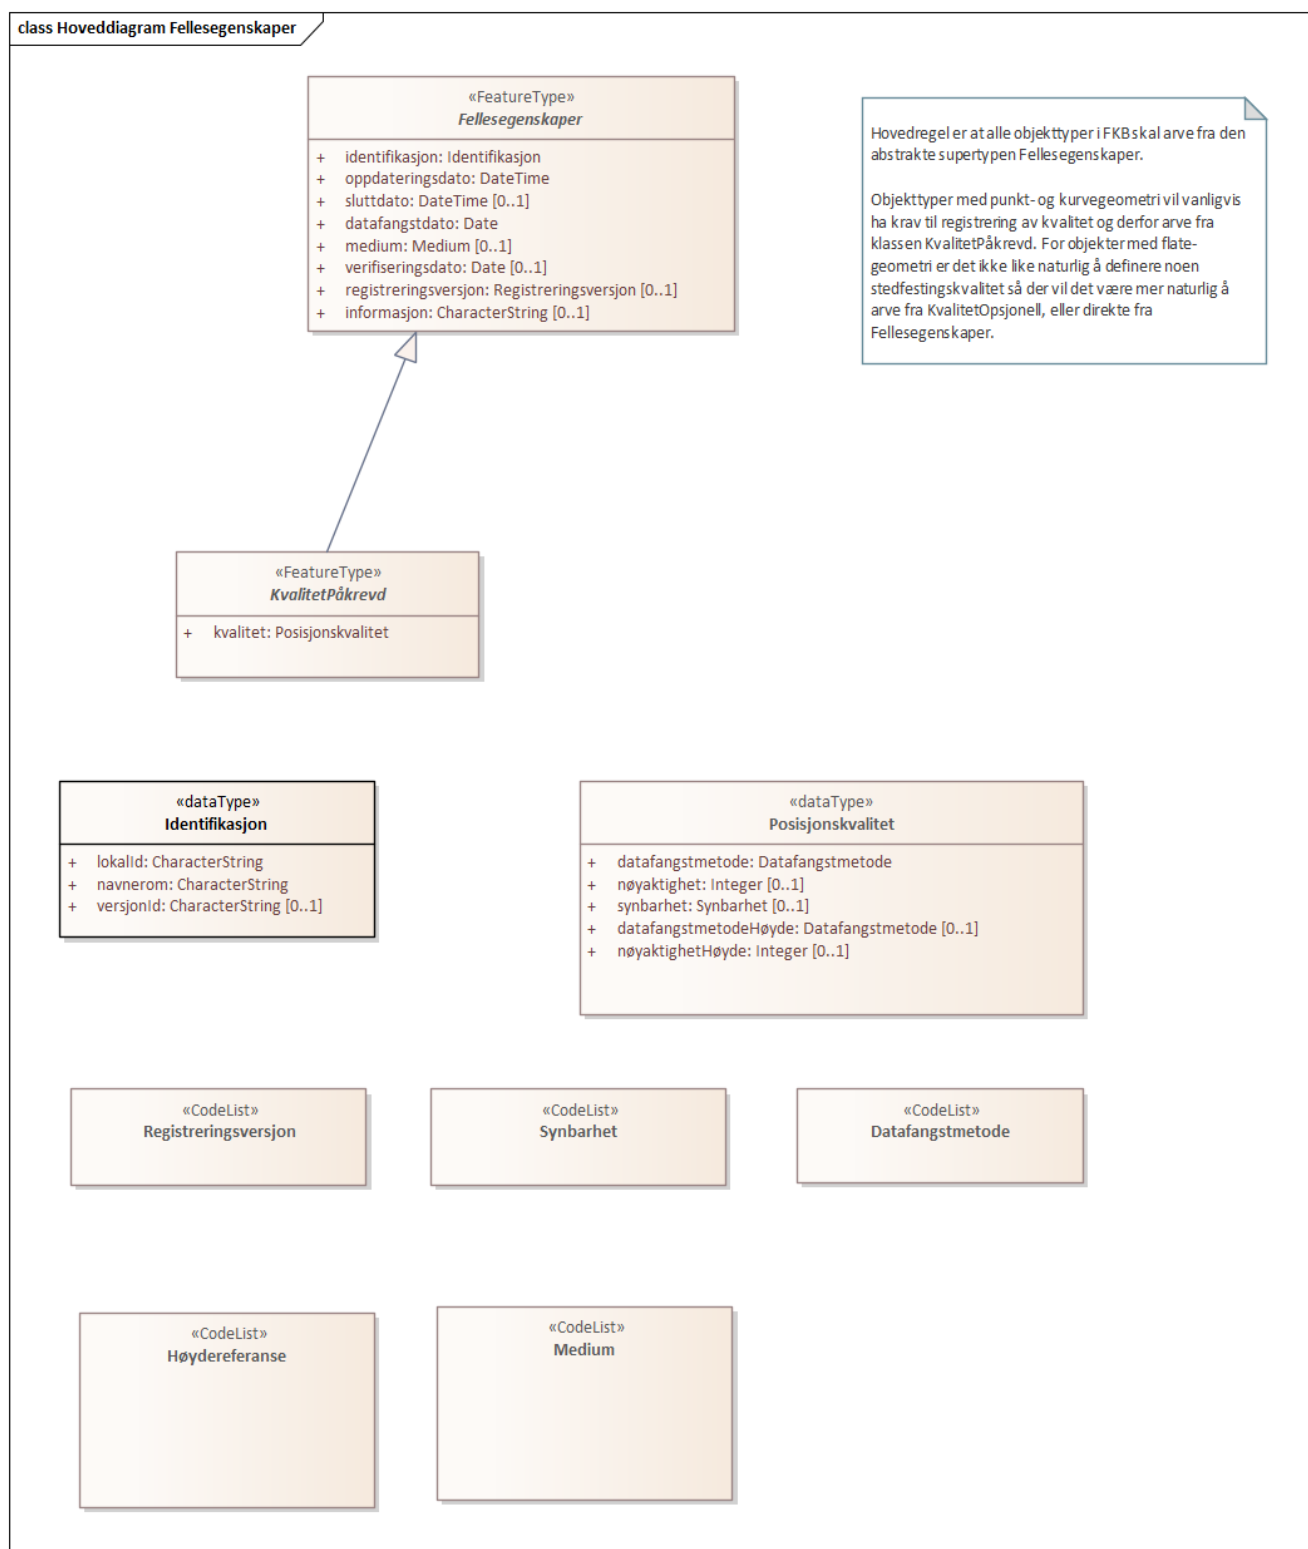 class Hoveddiagram Fellesegenskaper
«FeatureType»
Fellesegenskaper
+ identifikasjon: Identifikasjon
+ oppdateringsdato: DateTime
+ sluttdato: DateTime [0..1]
+ datafangstdato: Date
+ medium: Medium [0..1]
+ verifiseringsdato: Date [0..1]
+ registreringsversjon: Registreringsversjon [0..1]
+ informasjon: CharacterString [0..1]
Hovedregel er at alle objekttyper i FKB skal arve fra den
abstrakte supertypen Fellesegenskaper.
Objekttyper med punkt- og kurvegeometri vil vanligvis
ha krav til registrering av kvalitet og derfor arve fra
klassen KvalitetPåkrevd. For objekter med flate-
geometri er det ikke like naturlig å definere noen
stedfestingskvalitet så der vil det være mer naturlig å
arve fra KvalitetOpsjonell, eller direkte fra
Fellesegenskaper.
«FeatureType»
KvalitetPåkrevd
+ kvalitet: Posisjonskvalitet
«dataType»
Identifikasjon
+ lokalId: CharacterString
+ navnerom: CharacterString
+ versjonId: CharacterString [0..1]
«dataType»
Posisjonskvalitet
+ datafangstmetode: Datafangstmetode
+ nøyaktighet: Integer [0..1]
+ synbarhet: Synbarhet [0..1]
+ datafangstmetodeHøyde: Datafangstmetode [0..1]
+ nøyaktighetHøyde: Integer [0..1]
«CodeList»
Registreringsversjon
«CodeList»
Synbarhet
«CodeList»
Datafangstmetode
«CodeList»
Høydereferanse
«CodeList»
Medium